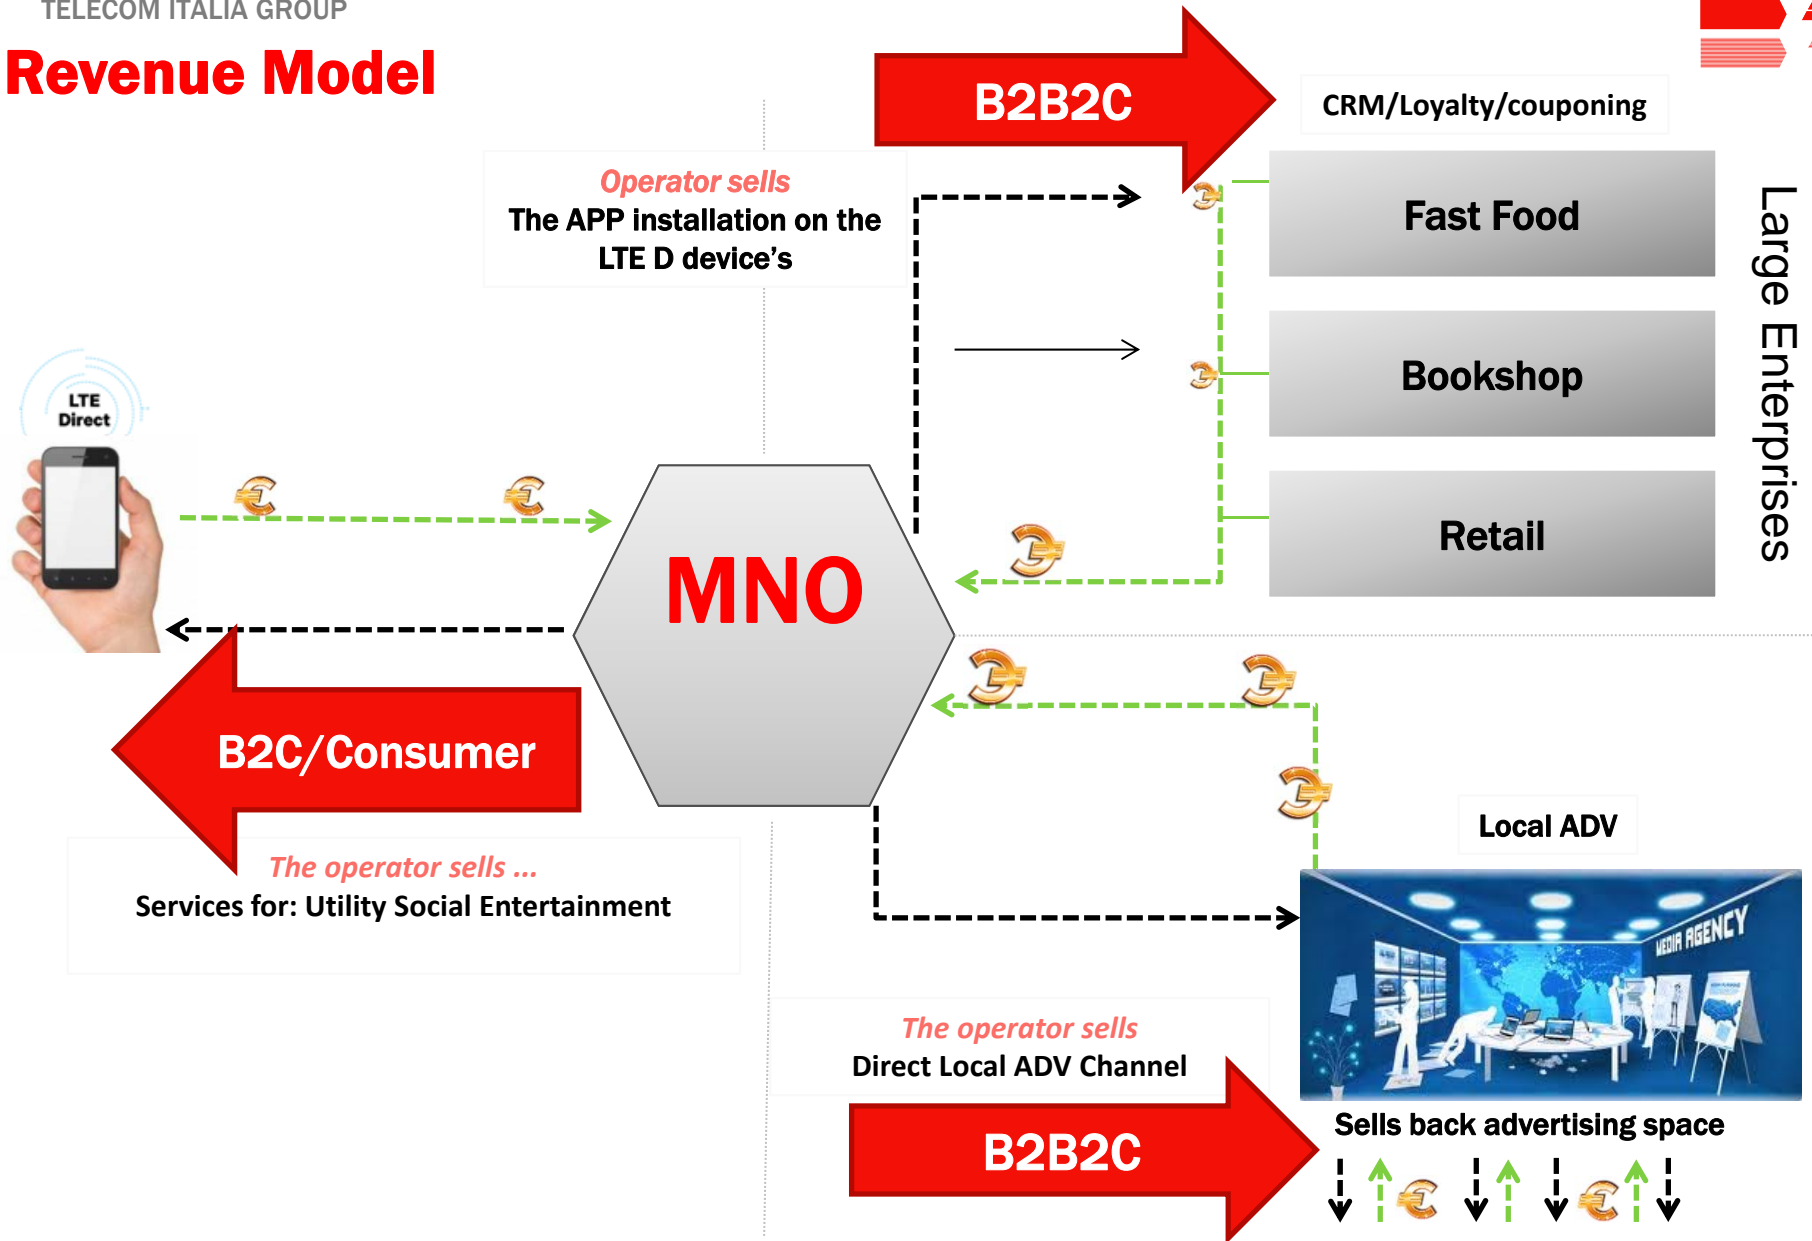 TELECOM ITALIA GROUP
Revenue Model
B2B2C
CRM/Loyalty/couponing
Operator sells
The APP installation on the
LTE D device's
Fast Food
Bookshop
Retail
Large Enterprises
LTE
Direct
MNO
B2C/Consumer
The operator sells ...
Services for: Utility Social Entertainment
Local ADV
MEDIA AGENCY
The operator sells
Direct Local ADV Channel
B2B2C
Sells back advertising space